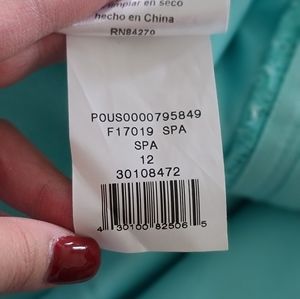 limpiar en seco
hecho en China
RN84270
POUS0000795849
F17019 SPA
SPA
12
30108472
4 30100 82506 5